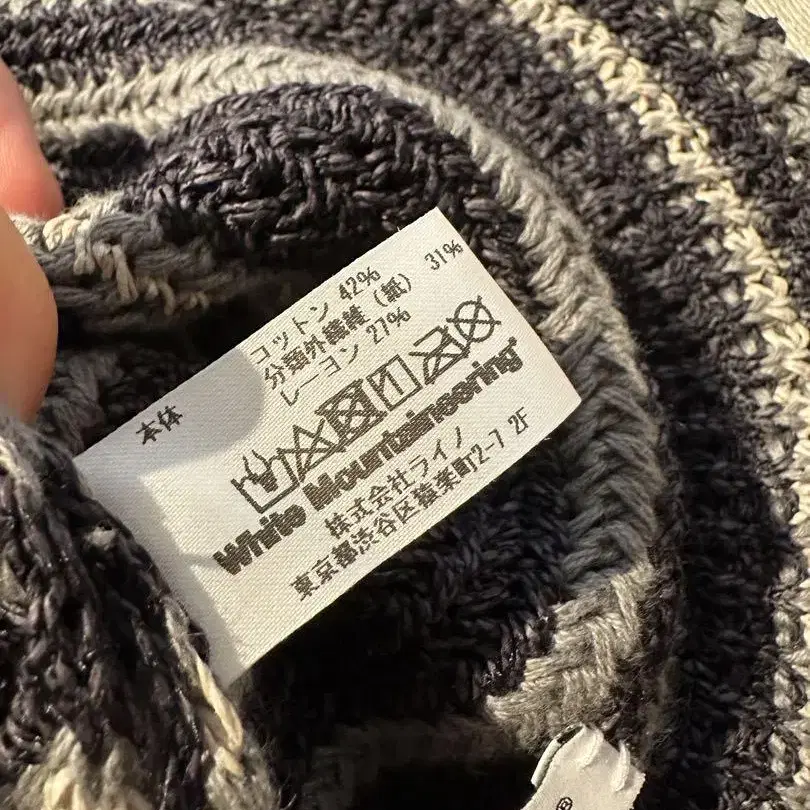 本体
コットン 42%
分類外繊維（紙） 31%
レーヨン 27%
White Mountaineering®
株式会社ライノ
東京都渋谷区猿楽町2-7 2F
®